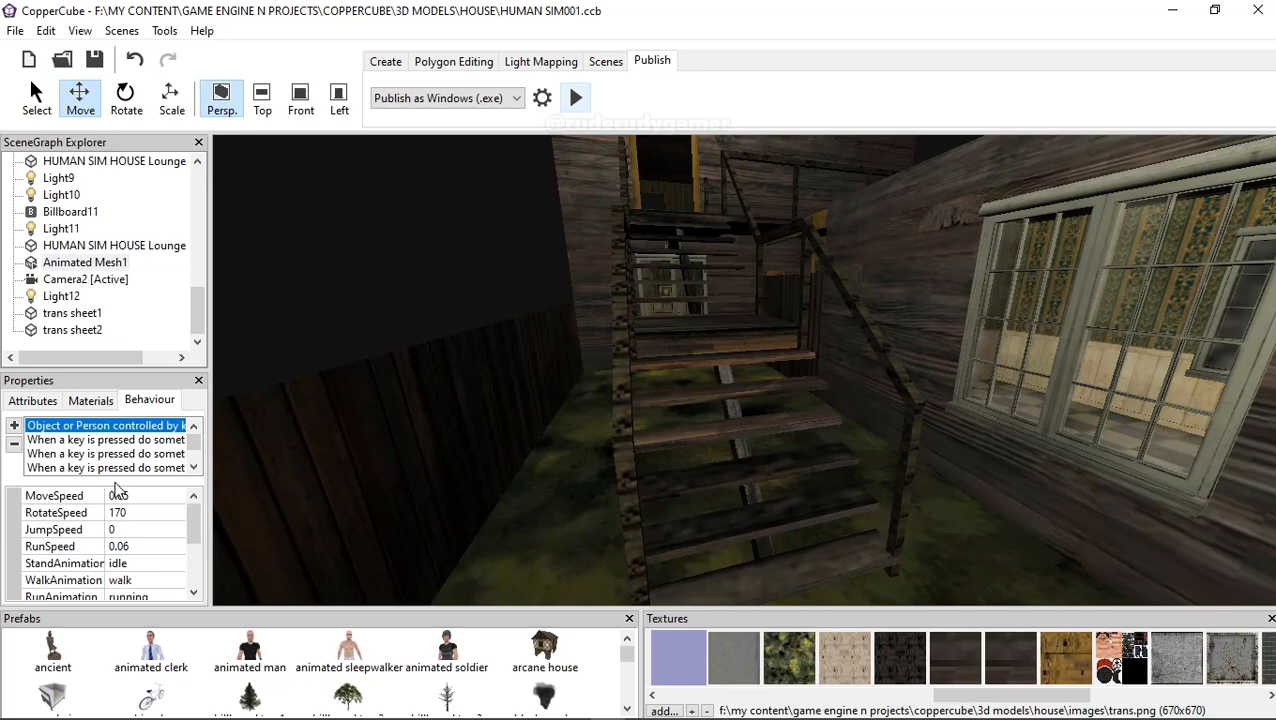 CopperCube - F:\MY CONTENT\GAME ENGINE N PROJECTS\COPPERCUBE\3D MODELS\HOUSE\HUMAN SIM001.ccb
File Edit View Scenes Tools Help
Create Polygon Editing Light Mapping Scenes Publish
Select Move Rotate Scale Persp. Top Front Left
Publish as Windows (.exe)
@ruderudygamer
SceneGraph Explorer
HUMAN SIM HOUSE Lounge
Light9
Light10
Billboard11
Light11
HUMAN SIM HOUSE Lounge
Animated Mesh1
Camera2 [Active]
Light12
trans sheet1
trans sheet2
Properties
Attributes Materials Behaviour
Object or Person controlled by k
When a key is pressed do somet
When a key is pressed do somet
When a key is pressed do somet
MoveSpeed
RotateSpeed 170
JumpSpeed 0
RunSpeed 0.06
StandAnimation idle
WalkAnimation walk
RunAnimation running
Prefabs
ancient animated clerk animated man animated sleepwalker animated soldier arcane house
Textures
add... + - f:\my content\game engine n projects\coppercube\3d models\house\images\trans.png (670x670)